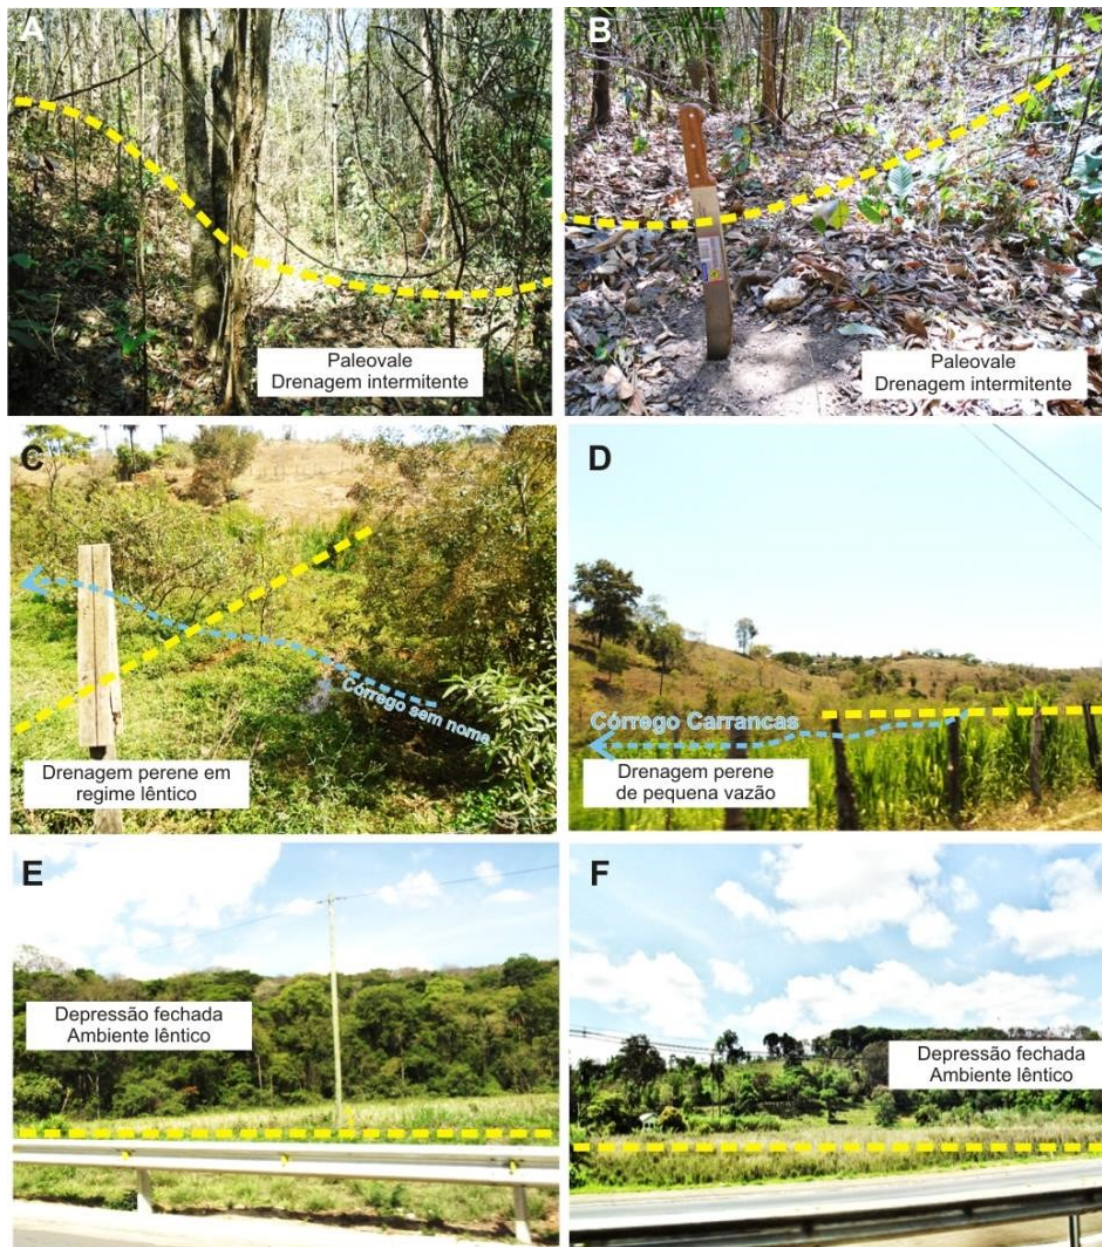 A
Paleovale
Drenagem intermitente
B
Paleovale
Drenagem intermitente
C
Córrego sem nome
Drenagem perene em
regime lêntico
D
Córrego Carrancas
Drenagem perene
de pequena vazão
E
Depressão fechada
Ambiente lêntico
F
Depressão fechada
Ambiente lêntico